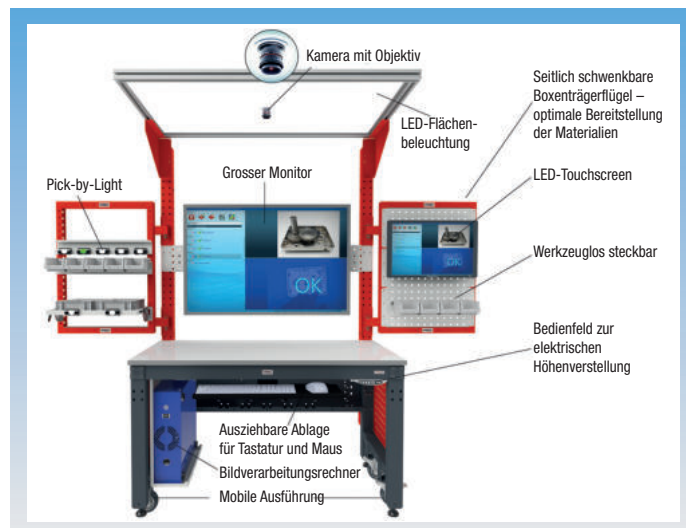 Kamera mit Objektiv
Seitlich schwenkbare
Boxenträgerflügel –
optimale Bereitstellung
der Materialien
LED-Flächen-
beleuchtung
Pick-by-Light
Grosser Monitor
LED-Touchscreen
Werkzeuglos steckbar
OK
Bedienfeld zur
elektrischen
Höhenverstellung
Ausziehbare Ablage
für Tastatur und Maus
Bildverarbeitungsrechner
Mobile Ausführung